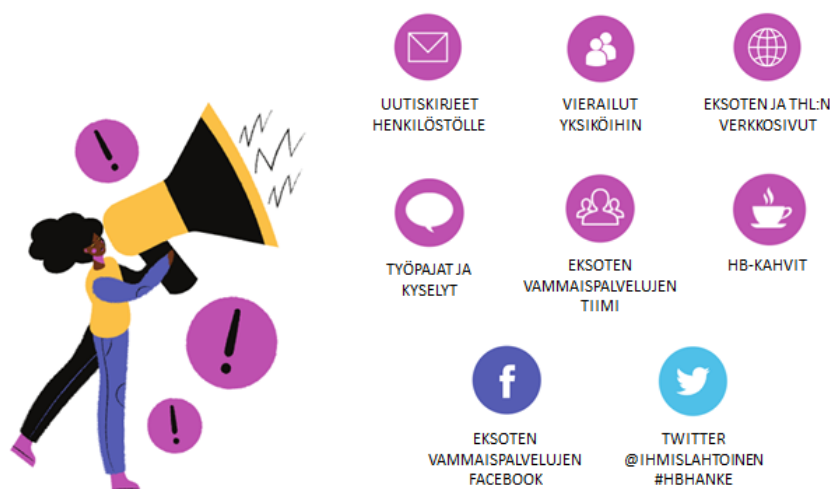 UUTISKIRJEET
HENKILÖSTÖLLE
VIERAILUT
YKSIKÖIHIN
EKSOTEN JA THL:N
VERKKOSIVUT
TYÖPAJAT JA
KYSELYT
EKSOTEN
VAMMAISPALVELUJEN
TIIMI
HB-KAHVIT
EKSOTEN
VAMMAISPALVELUJEN
FACEBOOK
TWITTER
@IHMISLAHTOINEN
#HBHANKE